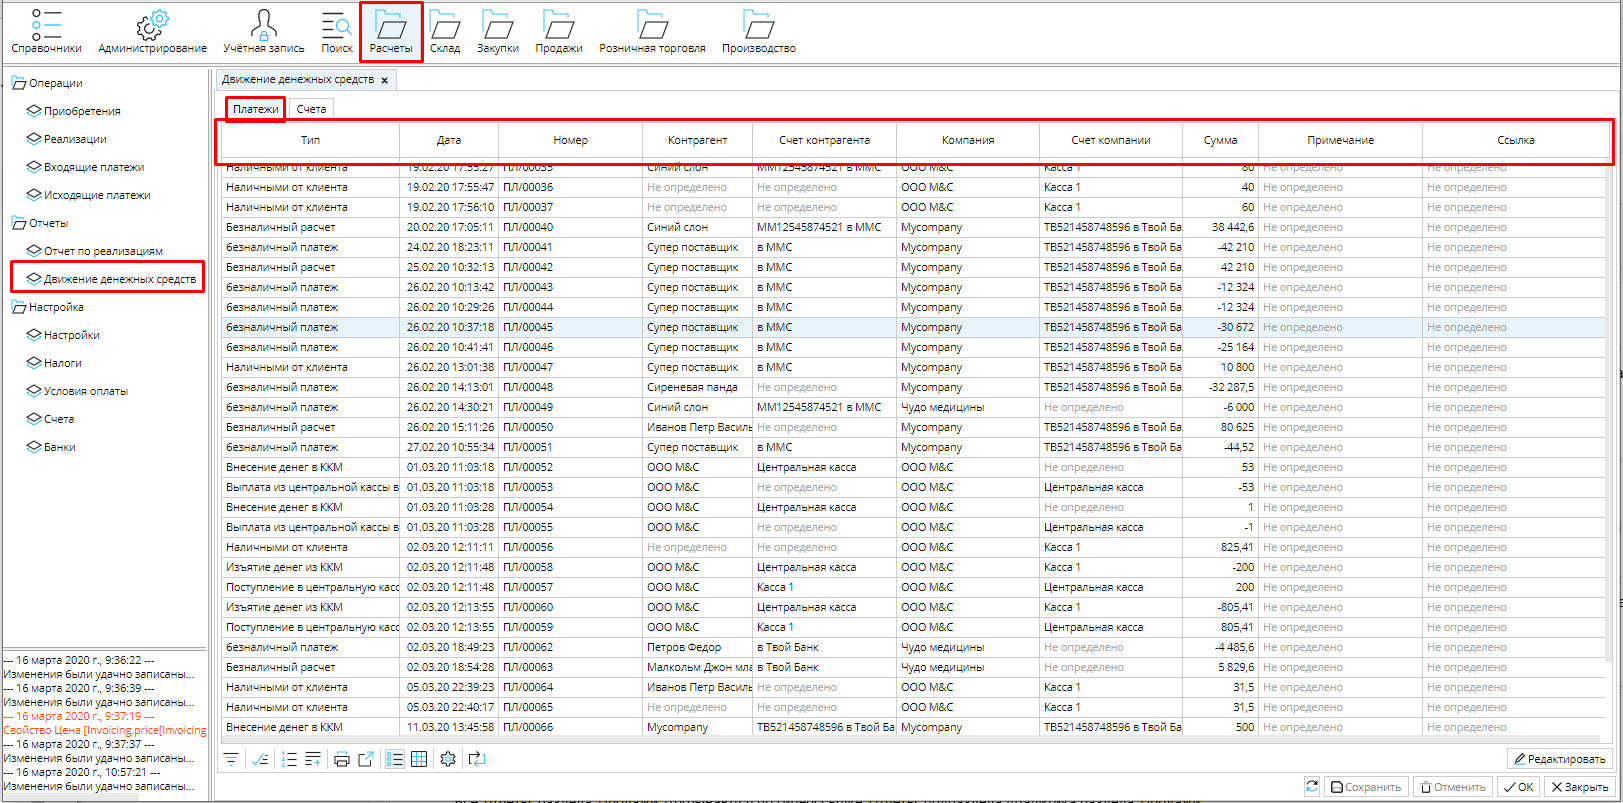 Справочники Администрирование Учётная запись Поиск Расчеты Склад Закупки Продажи Розничная торговля Производство
Операции
Приобретения
Реализации
Входящие платежи
Исходящие платежи
Отчеты
Отчет по реализациям
Движение денежных средств
Настройка
Настройки
Налоги
Условия оплаты
Счета
Банки
--- 16 марта 2020 г., 9:36:22 ---
Изменения были удачно записаны...
--- 16 марта 2020 г., 9:36:39 ---
Изменения были удачно записаны...
--- 16 марта 2020 г., 9:37:19 ---
Свойство Цена [Invoicing.price[Invoicing
--- 16 марта 2020 г., 9:37:37 ---
Изменения были удачно записаны...
--- 16 марта 2020 г., 10:57:21 ---
Изменения были удачно записаны...
Движение денежных средств ×
Платежи Счета
Тип Дата Номер Контрагент Счет контрагента Компания Счет компании Сумма Примечание Ссылка
Наличными от клиента 19.02.20 17:55:27 ПЛ/00035 Синий слон ММ12545874521 в ММС ООО М&С Касса 1 80 Не определено Не определено
Наличными от клиента 19.02.20 17:55:47 ПЛ/00036 Не определено Не определено ООО М&С Касса 1 40 Не определено Не определено
Наличными от клиента 19.02.20 17:56:10 ПЛ/00037 Не определено Не определено ООО М&С Касса 1 60 Не определено Не определено
Безналичный расчет 20.02.20 17:05:11 ПЛ/00040 Синий слон ММ12545874521 в ММС Mycompany ТВ521458748596 в Твой Ба 38 442,6 Не определено Не определено
безналичный платеж 24.02.20 18:23:11 ПЛ/00041 Супер поставщик в ММС Mycompany ТВ521458748596 в Твой Ба -42 210 Не определено Не определено
Безналичный расчет 25.02.20 10:32:13 ПЛ/00042 Супер поставщик в ММС Mycompany ТВ521458748596 в Твой Ба 42 210 Не определено Не определено
безналичный платеж 26.02.20 10:13:42 ПЛ/00043 Супер поставщик в ММС Mycompany ТВ521458748596 в Твой Ба -12 324 Не определено Не определено
безналичный платеж 26.02.20 10:29:26 ПЛ/00044 Супер поставщик в ММС Mycompany ТВ521458748596 в Твой Ба -12 324 Не определено Не определено
безналичный платеж 26.02.20 10:37:18 ПЛ/00045 Супер поставщик в ММС Mycompany ТВ521458748596 в Твой Ба -30 672 Не определено Не определено
безналичный платеж 26.02.20 10:41:41 ПЛ/00046 Супер поставщик в ММС Mycompany ТВ521458748596 в Твой Ба -25 164 Не определено Не определено
Наличными от клиента 26.02.20 13:01:38 ПЛ/00047 Супер поставщик в ММС Mycompany ТВ521458748596 в Твой Ба 10 800 Не определено Не определено
безналичный платеж 26.02.20 14:13:01 ПЛ/00048 Сиреневая панда Не определено Mycompany ТВ521458748596 в Твой Ба -32 287,5 Не определено Не определено
безналичный платеж 26.02.20 14:30:21 ПЛ/00049 Синий слон ММ12545874521 в ММС Чудо медицины Не определено -6 000 Не определено Не определено
Безналичный расчет 26.02.20 15:11:26 ПЛ/00050 Иванов Петр Василь Не определено Mycompany ТВ521458748596 в Твой Ба 80 625 Не определено Не определено
безналичный платеж 27.02.20 10:55:34 ПЛ/00051 Супер поставщик в ММС Mycompany ТВ521458748596 в Твой Ба -44,52 Не определено Не определено
Внесение денег в ККМ 01.03.20 11:03:18 ПЛ/00052 ООО М&С Центральная касса ООО М&С Не определено 53 Не определено Не определено
Выплата из центральной кассы в 01.03.20 11:03:18 ПЛ/00053 ООО М&С Не определено ООО М&С Центральная касса -53 Не определено Не определено
Внесение денег в ККМ 01.03.20 11:03:28 ПЛ/00054 ООО М&С Центральная касса ООО М&С Не определено 1 Не определено Не определено
Выплата из центральной кассы в 01.03.20 11:03:28 ПЛ/00055 ООО М&С Не определено ООО М&С Центральная касса -1 Не определено Не определено
Наличными от клиента 02.03.20 12:11:11 ПЛ/00056 Не определено Не определено ООО М&С Касса 1 825,41 Не определено Не определено
Изъятие денег из ККМ 02.03.20 12:11:48 ПЛ/00058 ООО М&С Центральная касса ООО М&С Касса 1 -200 Не определено Не определено
Поступление в центральную касс 02.03.20 12:11:48 ПЛ/00057 ООО М&С Касса 1 ООО М&С Центральная касса 200 Не определено Не определено
Изъятие денег из ККМ 02.03.20 12:13:55 ПЛ/00060 ООО М&С Центральная касса ООО М&С Касса 1 -805,41 Не определено Не определено
Поступление в центральную касс 02.03.20 12:13:55 ПЛ/00059 ООО М&С Касса 1 ООО М&С Центральная касса 805,41 Не определено Не определено
безналичный платеж 02.03.20 18:49:23 ПЛ/00062 Петров Федор в Твой Банк Чудо медицины Не определено -4 485,6 Не определено Не определено
Безналичный расчет 02.03.20 18:54:28 ПЛ/00063 Малкольм Джон мла в Твой Банк Чудо медицины Не определено 5 829,6 Не определено Не определено
Наличными от клиента 05.03.20 22:39:23 ПЛ/00064 Иванов Петр Василь Не определено ООО М&С Касса 1 31,5 Не определено Не определено
Наличными от клиента 05.03.20 22:40:17 ПЛ/00065 Не определено Не определено ООО М&С Касса 1 31,5 Не определено Не определено
Внесение денег в ККМ 11.03.20 13:45:58 ПЛ/00066 Mycompany ТВ521458748596 в Твой Ба Mycompany ТВ521458748596 в Твой Ба 500 Не определено Не определено
Редактировать
Сохранить Отменить OK Закрыть